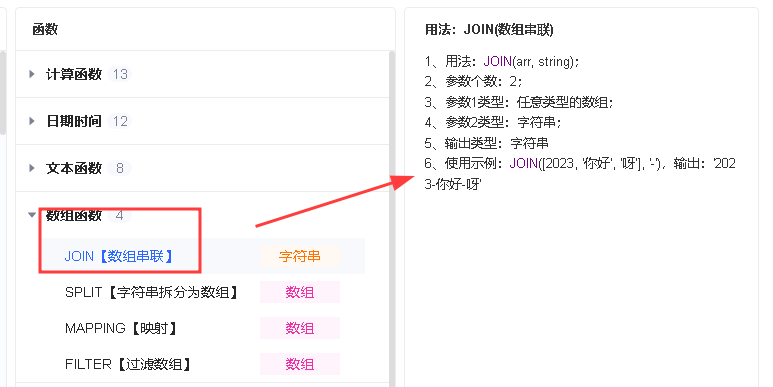 函数
计算函数 13
日期时间 12
文本函数 8
数组函数 4
JOIN【数组串联】 字符串
SPLIT【字符串拆分为数组】 数组
MAPPING【映射】 数组
FILTER【过滤数组】 数组
用法：JOIN(数组串联)
1、用法：JOIN(arr, string)；
2、参数个数：2；
3、参数1类型：任意类型的数组；
4、参数2类型：字符串；
5、输出类型：字符串
6、使用示例：JOIN([2023, '你好', '呀'], '-')．输出：'202
3-你好-呀'